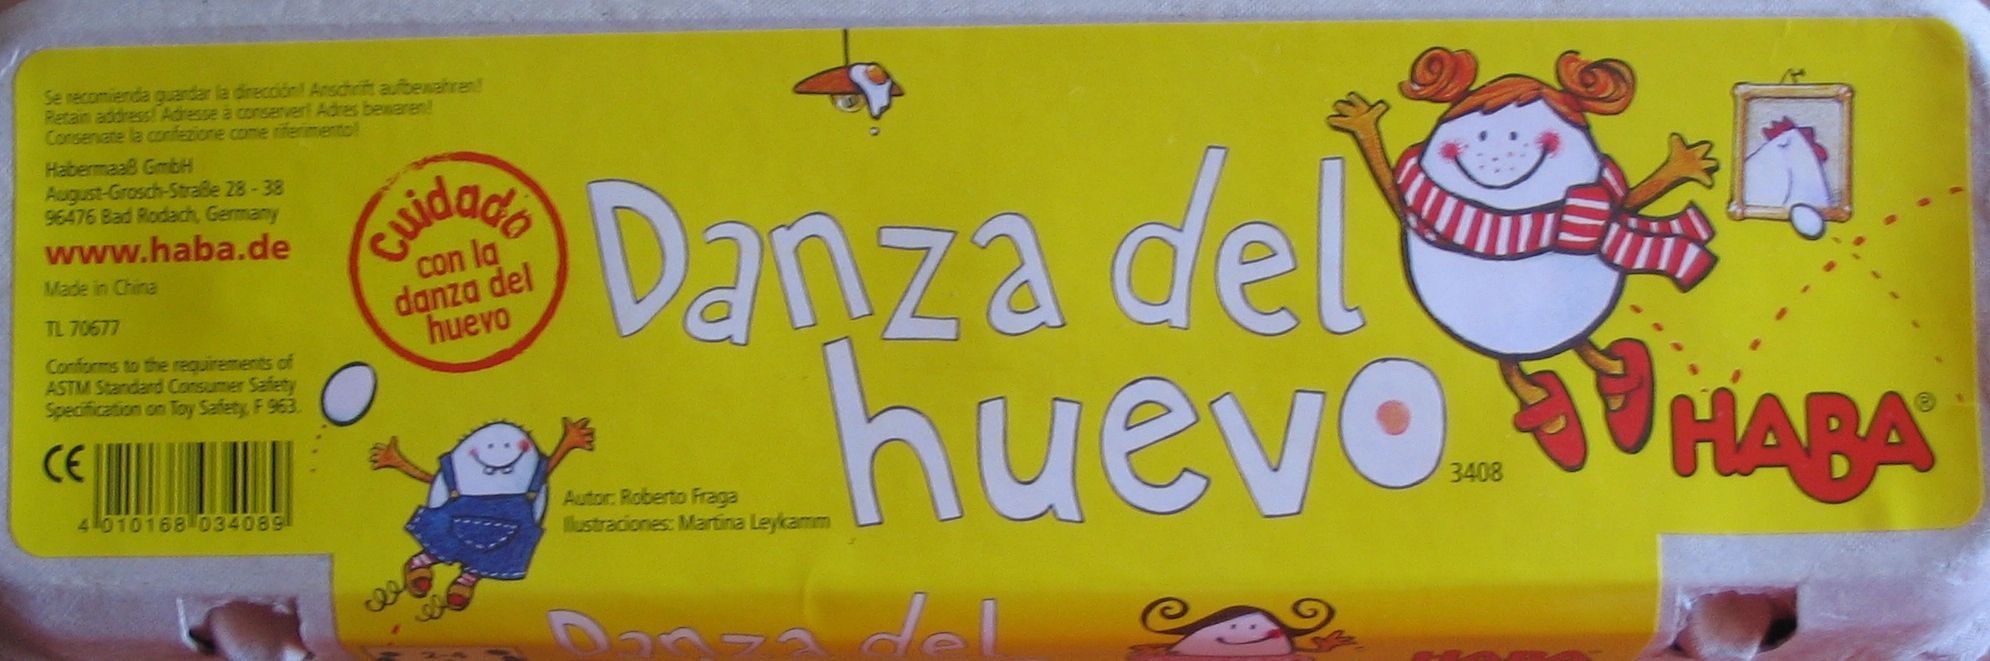 Se recomienda guardar la dirección! Anschrift aufbewahren!
Retain address! Adresse à conserver! Adres bewaren!
Conservate la confezione come riferimento!
Habermaaß GmbH
August-Grosch-Straße 28 - 38
96476 Bad Rodach, Germany
www.haba.de
Made in China
TL 70677
Conforms to the requirements of
ASTM Standard Consumer Safety
Specification on Toy Safety, F 963.
CE
4 010168 034089
Cuidado
con la
danza del
huevo
Danza del
huevo
3408
HABA®
Autor: Roberto Fraga
Ilustraciones: Martina Leykamm
Danza del
HABA